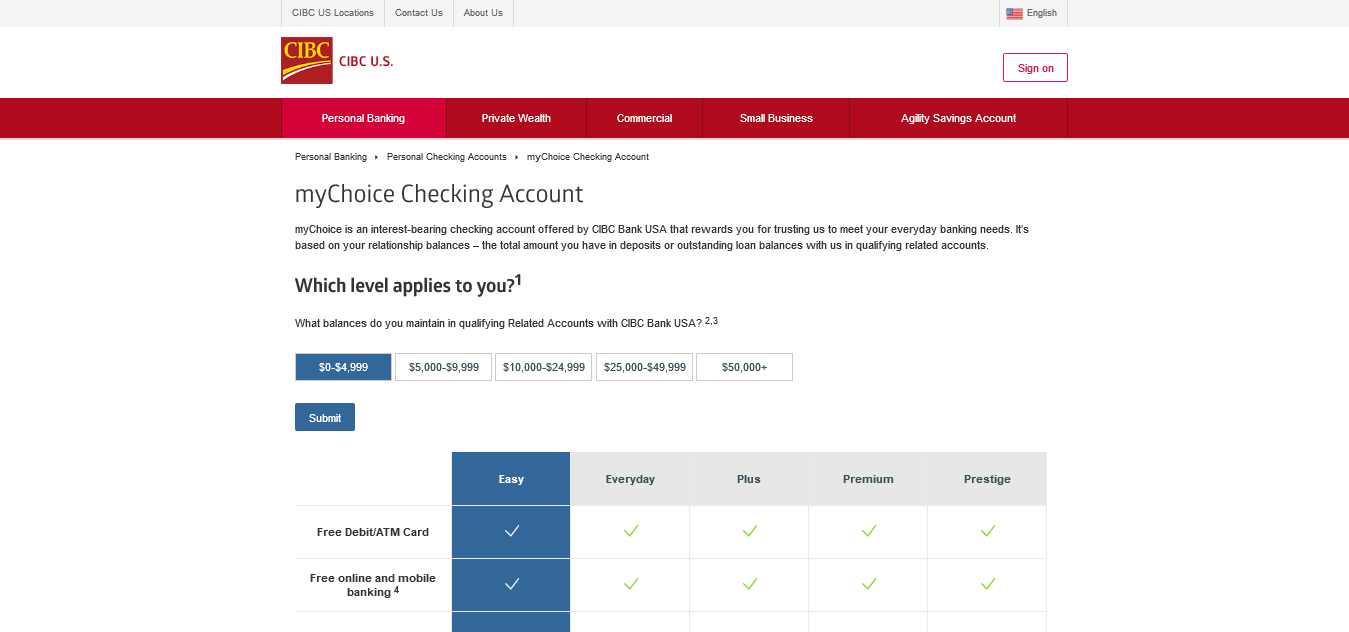 CIBC US Locations
Contact Us
About Us
English
CIBC
CIBC U.S.
Sign on
Personal Banking
Private Wealth
Commercial
Small Business
Agility Savings Account
Personal Banking
Personal Checking Accounts
myChoice Checking Account
myChoice Checking Account
myChoice is an interest-bearing checking account offered by CIBC Bank USA that rewards you for trusting us to meet your everyday banking needs. It's
based on your relationship balances – the total amount you have in deposits or outstanding loan balances with us in qualifying related accounts.
Which level applies to you?1
What balances do you maintain in qualifying Related Accounts with CIBC Bank USA? 2,3
$0-$4,999
$5,000-$9,999
$10,000-$24,999
$25,000-$49,999
$50,000+
Submit
Easy
Everyday
Plus
Premium
Prestige
Free Debit/ATM Card
Free online and mobile
banking 4